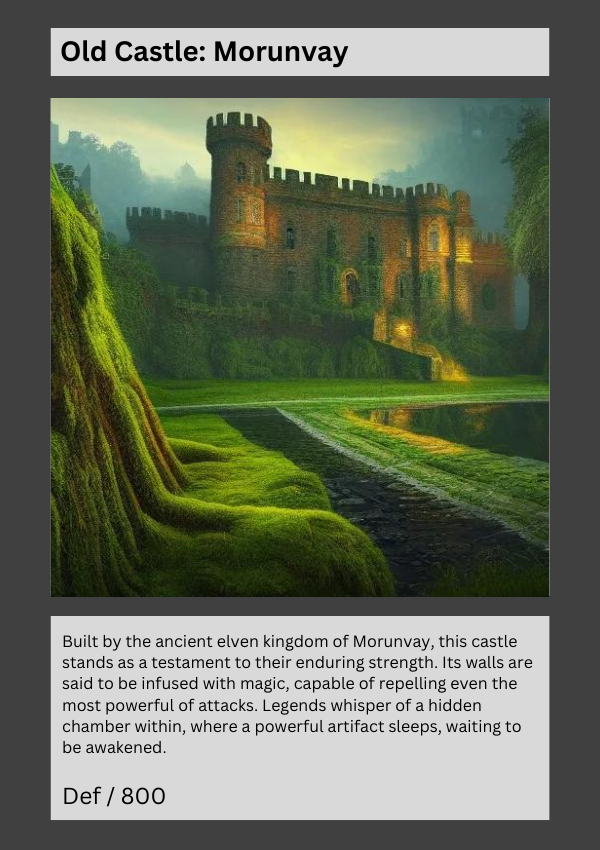 Old Castle: Morunvay
Built by the ancient elven kingdom of Morunvay, this castle
stands as a testament to their enduring strength. Its walls are
said to be infused with magic, capable of repelling even the
most powerful of attacks. Legends whisper of a hidden
chamber within, where a powerful artifact sleeps, waiting to
be awakened.
Def / 800